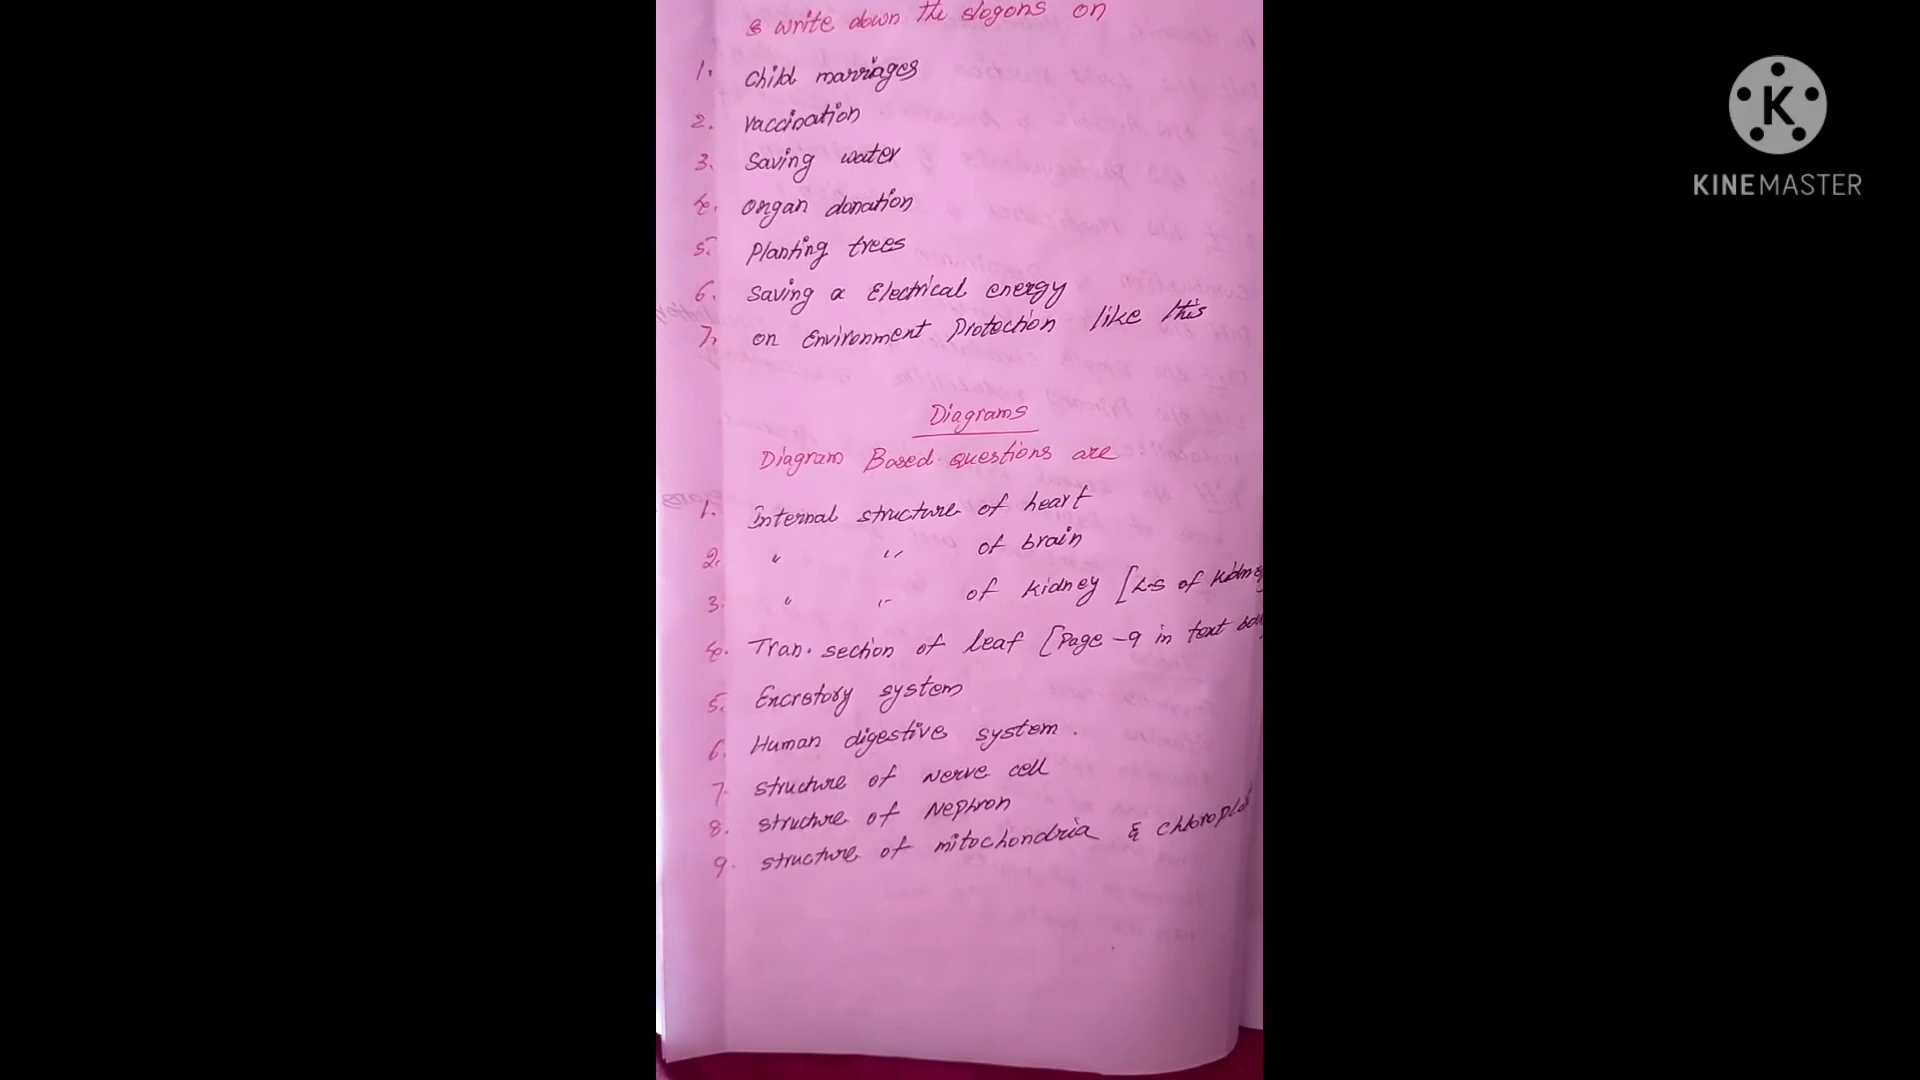 & write down the slogons on
1. Child marriages
2. Vaccination
3. Saving water
4. Organ donation
5. Planting trees
6. Saving a Electrical energy
7. on Environment Protection like this
Diagrams
Diagram Based questions are
1. Internal structure of heart
2. " " of brain
3. " " of kidney [L.S of kidney
4. Tran. section of leaf [Page -9 in text
5. Excretory system
6. Human digestive system.
7. structure of Nerve cell
8. structure of Nephron
9. structure of mitochondria &
KINEMASTER